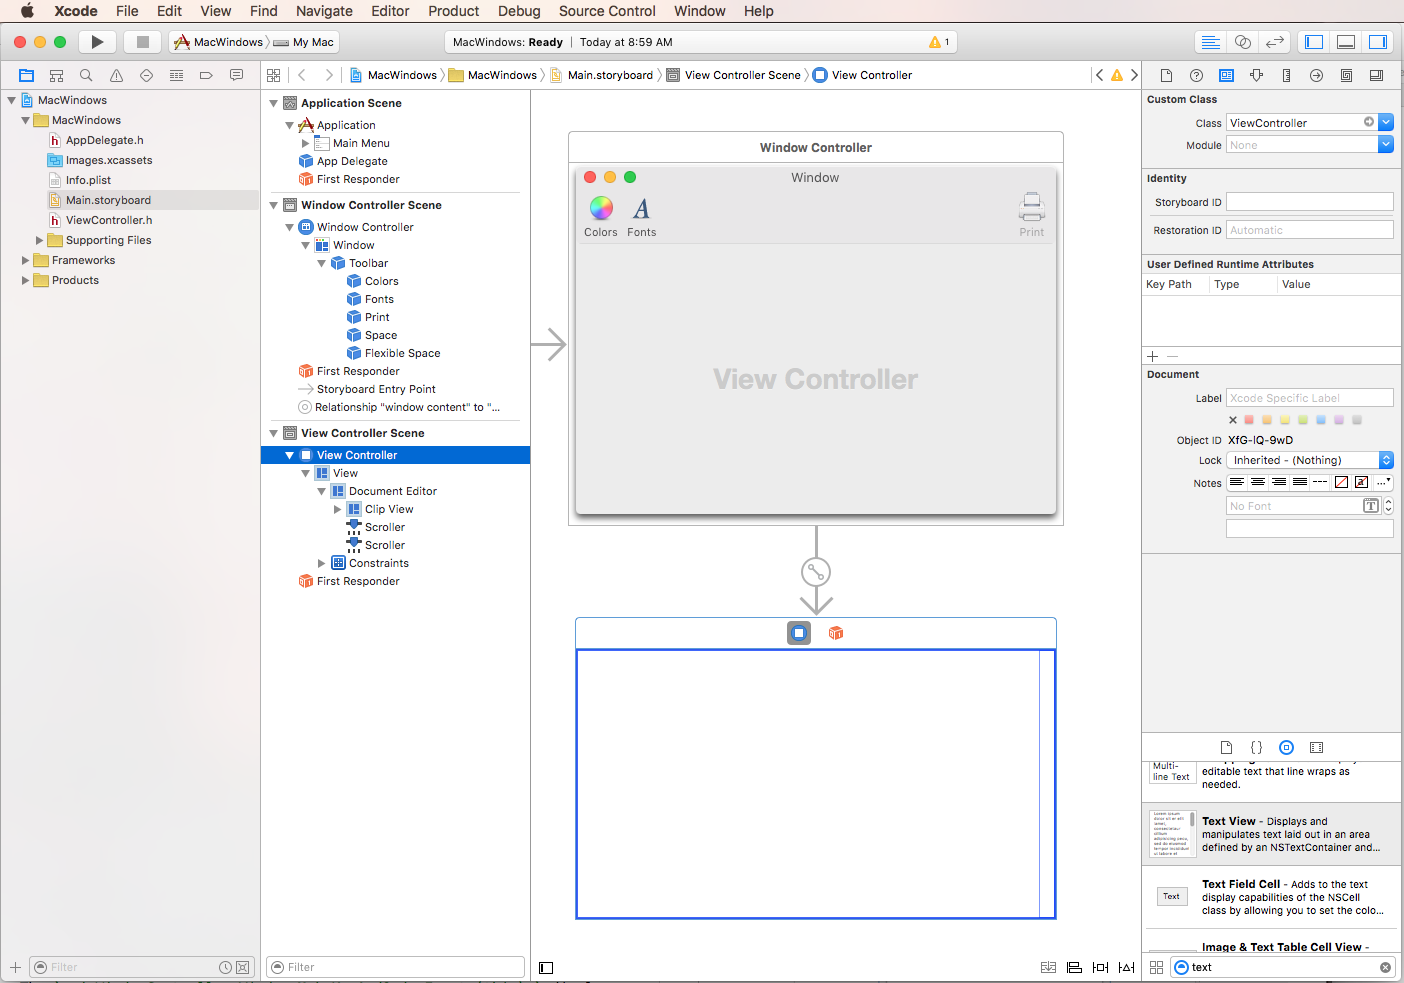 Xcode File Edit View Find Navigate Editor Product Debug Source Control Window Help
MacWindows My Mac
MacWindows: Ready | Today at 8:59 AM
1
MacWindows MacWindows Main.storyboard View Controller Scene View Controller
MacWindows
MacWindows
AppDelegate.h
Images.xcassets
Info.plist
Main.storyboard
ViewController.h
Supporting Files
Frameworks
Products
Filter
Application Scene
Application
Main Menu
App Delegate
First Responder
Window Controller Scene
Window Controller
Window
Toolbar
Colors
Fonts
Print
Space
Flexible Space
First Responder
Storyboard Entry Point
Relationship "window content" to "...
View Controller Scene
View Controller
View
Document Editor
Clip View
Scroller
Scroller
Constraints
First Responder
Filter
Window Controller
Window
Colors Fonts
Print
View Controller
Custom Class
Class ViewController
Module None
Identity
Storyboard ID
Restoration ID Automatic
User Defined Runtime Attributes
Key Path Type Value
Document
Label Xcode Specific Label
Object ID XfG-lQ-9wD
Lock Inherited - (Nothing)
Notes
No Font
Multi-
line Text
editable text that line wraps as
needed.
Text View - Displays and
manipulates text laid out in an area
defined by an NSTextContainer and...
Text
Text Field Cell - Adds to the text
display capabilities of the NSCell
class by allowing you to set the colo...
Image & Text Table Cell View -
text